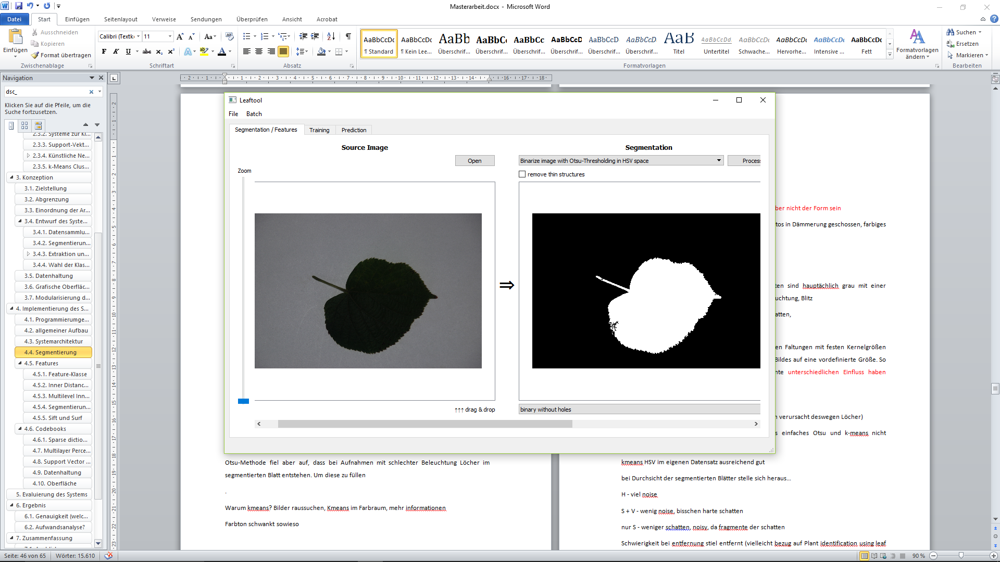 Masterarbeit.docx - Microsoft Word
Datei Start Einfügen Seitenlayout Verweise Sendungen Überprüfen Ansicht Acrobat
Einfügen
Ausschneiden
Kopieren
Format übertragen
Zwischenablage
Calibri (Textk 11
F K U abc x₂ x² Aa
Schriftart
Absatz
AaBbCcDc AaBbCcDc AaBb AaBbC AaBbCc AaBbCcD AaBbCcD AaBbCcD AaB AaBbCcDd. AaBbCcDc AaBbCcDc AaBbCcDc AaBbCcDc
¶ Standard ¶ Kein Lee... Überschrif... Überschrif... Überschrif... Überschrif... Überschrif... Überschrif... Titel Untertitel Schwache... Hervorhe... Intensive ... Fett
Formatvorlagen
Formatvorlagen ändern
Suchen
Ersetzen
Markieren
Bearbeiten
Navigation
dsc_
Klicken Sie auf die Pfeile, um die
Suche fortzusetzen.
2.3.2. Systeme zur Kl...
2.3.3. Support-Vekt...
2.3.4. Künstliche Ne...
2.3.5. k-Means Clus...
3. Konzeption
3.1. Zielstellung
3.2. Abgrenzung
3.3. Einordnung der Ar...
3.4. Entwurf des Syste...
3.4.1. Datensammlu...
3.4.2. Segmentierun...
3.4.3. Extraktion un...
3.4.4. Wahl der Klas...
3.5. Datenhaltung
3.6. Grafische Oberfläc...
3.7. Modularisierung d...
4. Implementierung des S...
4.1. Programmierumge...
4.2. allgemeiner Aufbau
4.3. Systemarchitektur
4.4. Segmentierung
4.5. Features
4.5.1. Feature-Klasse
4.5.2. Inner Distanc...
4.5.3. Multilevel Inn...
4.5.4. Segmentierun...
4.5.5. Sift und Surf
4.6. Codebooks
4.6.1. Sparse dictio...
4.7. Multilayer Perce...
4.8. Support Vector ...
4.9. Datenhaltung
4.10. Oberfläche
5. Evaluierung des Systems
6. Ergebnis
6.1. Genauigkeit (welc...
6.2. Aufwandsanalyse?
7. Zusammenfassung
Leaftool
File Batch
Segmentation / Features Training Prediction
Source Image
Open
Zoom
⇒
↑↑↑ drag & drop
Segmentation
Binarize image with Otsu-Thresholding in HSV space Process
remove thin structures
binary without holes
Otsu-Methode fiel aber auf, dass bei Aufnahmen mit schlechter Beleuchtung Löcher im
segmentierten Blatt entstehen. Um diese zu füllen
.
Warum kmeans? Bilder raussuchen, Kmeans im Farbraum, mehr informationen
Farbton schwankt sowieso
ber nicht der Form sein
tos in Dämmerung geschossen, farbiges
ten sind hauptächlich grau mit einer
uchtung, Blitz
atten,
en Faltungen mit festen Kernelgrößen
Bildes auf eine vordefinierte Größe. So
nte unterschiedlichen Einfluss haben
n verursacht deswegen Löcher)
s einfaches Otsu und k-means nicht
kmeans HSV im eigenen Datensatz ausreichend gut
bei Durchsicht der segmentierten Blätter stelle sich heraus...
H - viel noise
S + V - wenig noise, bisschen harte schatten
nur S - weniger schatten, noisy, da fragmente der schatten
Schwierigkeit bei entfernung stiel entfernt (vielleicht bezug auf Plant identification using leaf
Seite: 46 von 65 Wörter: 15.610
90 %